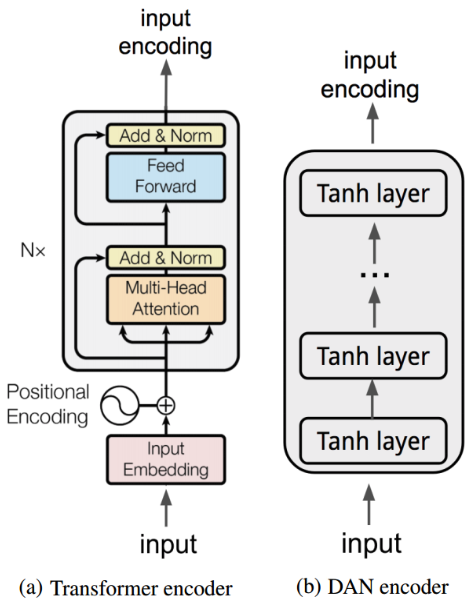 input
encoding
Add & Norm
Feed
Forward
Nx
Add & Norm
Multi-Head
Attention
Positional
Encoding
Input
Embedding
input
(a) Transformer encoder
input
encoding
Tanh layer
...
Tanh layer
Tanh layer
input
(b) DAN encoder